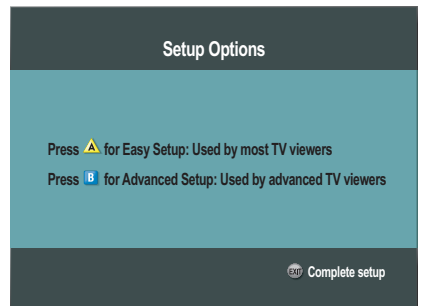 Setup Options
Press A for Easy Setup: Used by most TV viewers
Press B for Advanced Setup: Used by advanced TV viewers
EXIT Complete setup